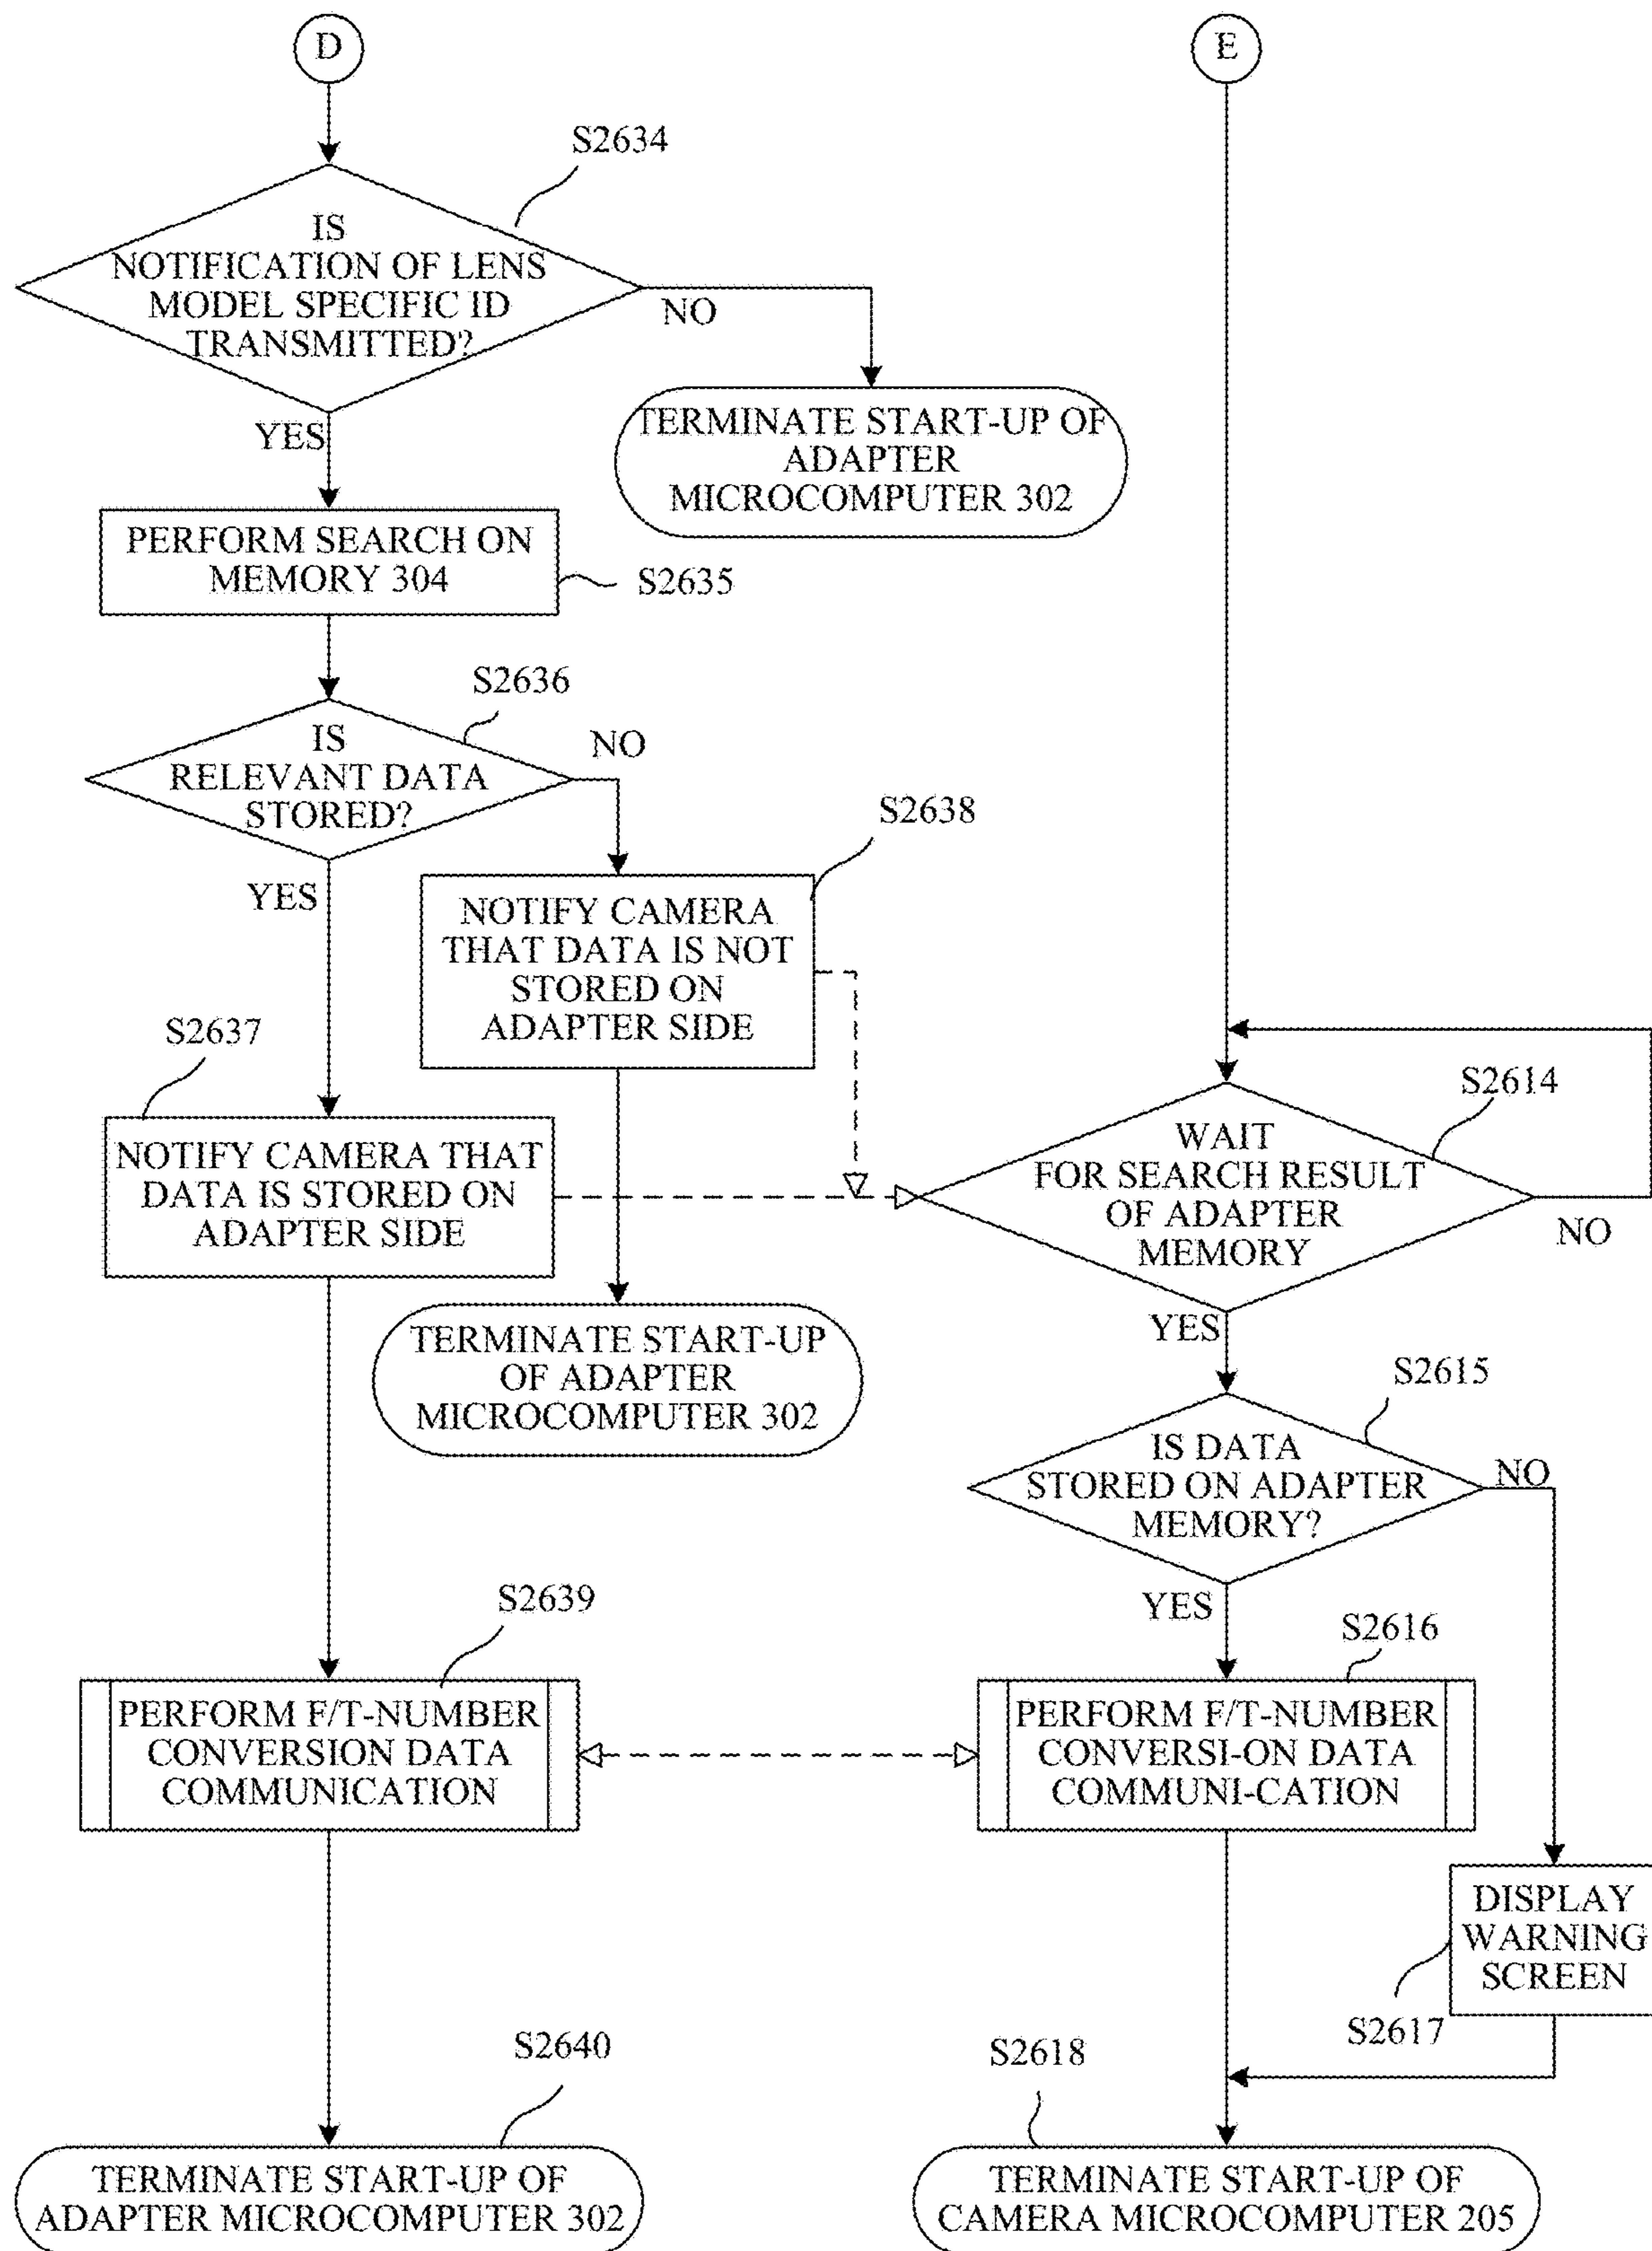 D
E
S2634
IS
NOTIFICATION OF LENS
MODEL SPECIFIC ID
TRANSMITTED?
NO
YES
TERMINATE START-UP OF
ADAPTER
MICROCOMPUTER 302
PERFORM SEARCH ON
MEMORY 304
S2635
S2636
IS
RELEVANT DATA
STORED?
NO
YES
S2638
NOTIFY CAMERA
THAT DATA IS NOT
STORED ON
ADAPTER SIDE
S2637
NOTIFY CAMERA THAT
DATA IS STORED ON
ADAPTER SIDE
S2614
WAIT
FOR SEARCH RESULT
OF ADAPTER
MEMORY
NO
YES
TERMINATE START-UP
OF ADAPTER
MICROCOMPUTER 302
S2615
IS DATA
STORED ON ADAPTER
MEMORY?
NO
YES
S2639
PERFORM F/T-NUMBER
CONVERSION DATA
COMMUNICATION
S2616
PERFORM F/T-NUMBER
CONVERSI-ON DATA
COMMUNI-CATION
DISPLAY
WARNING
SCREEN
S2617
S2640
TERMINATE START-UP OF
ADAPTER MICROCOMPUTER 302
S2618
TERMINATE START-UP OF
CAMERA MICROCOMPUTER 205